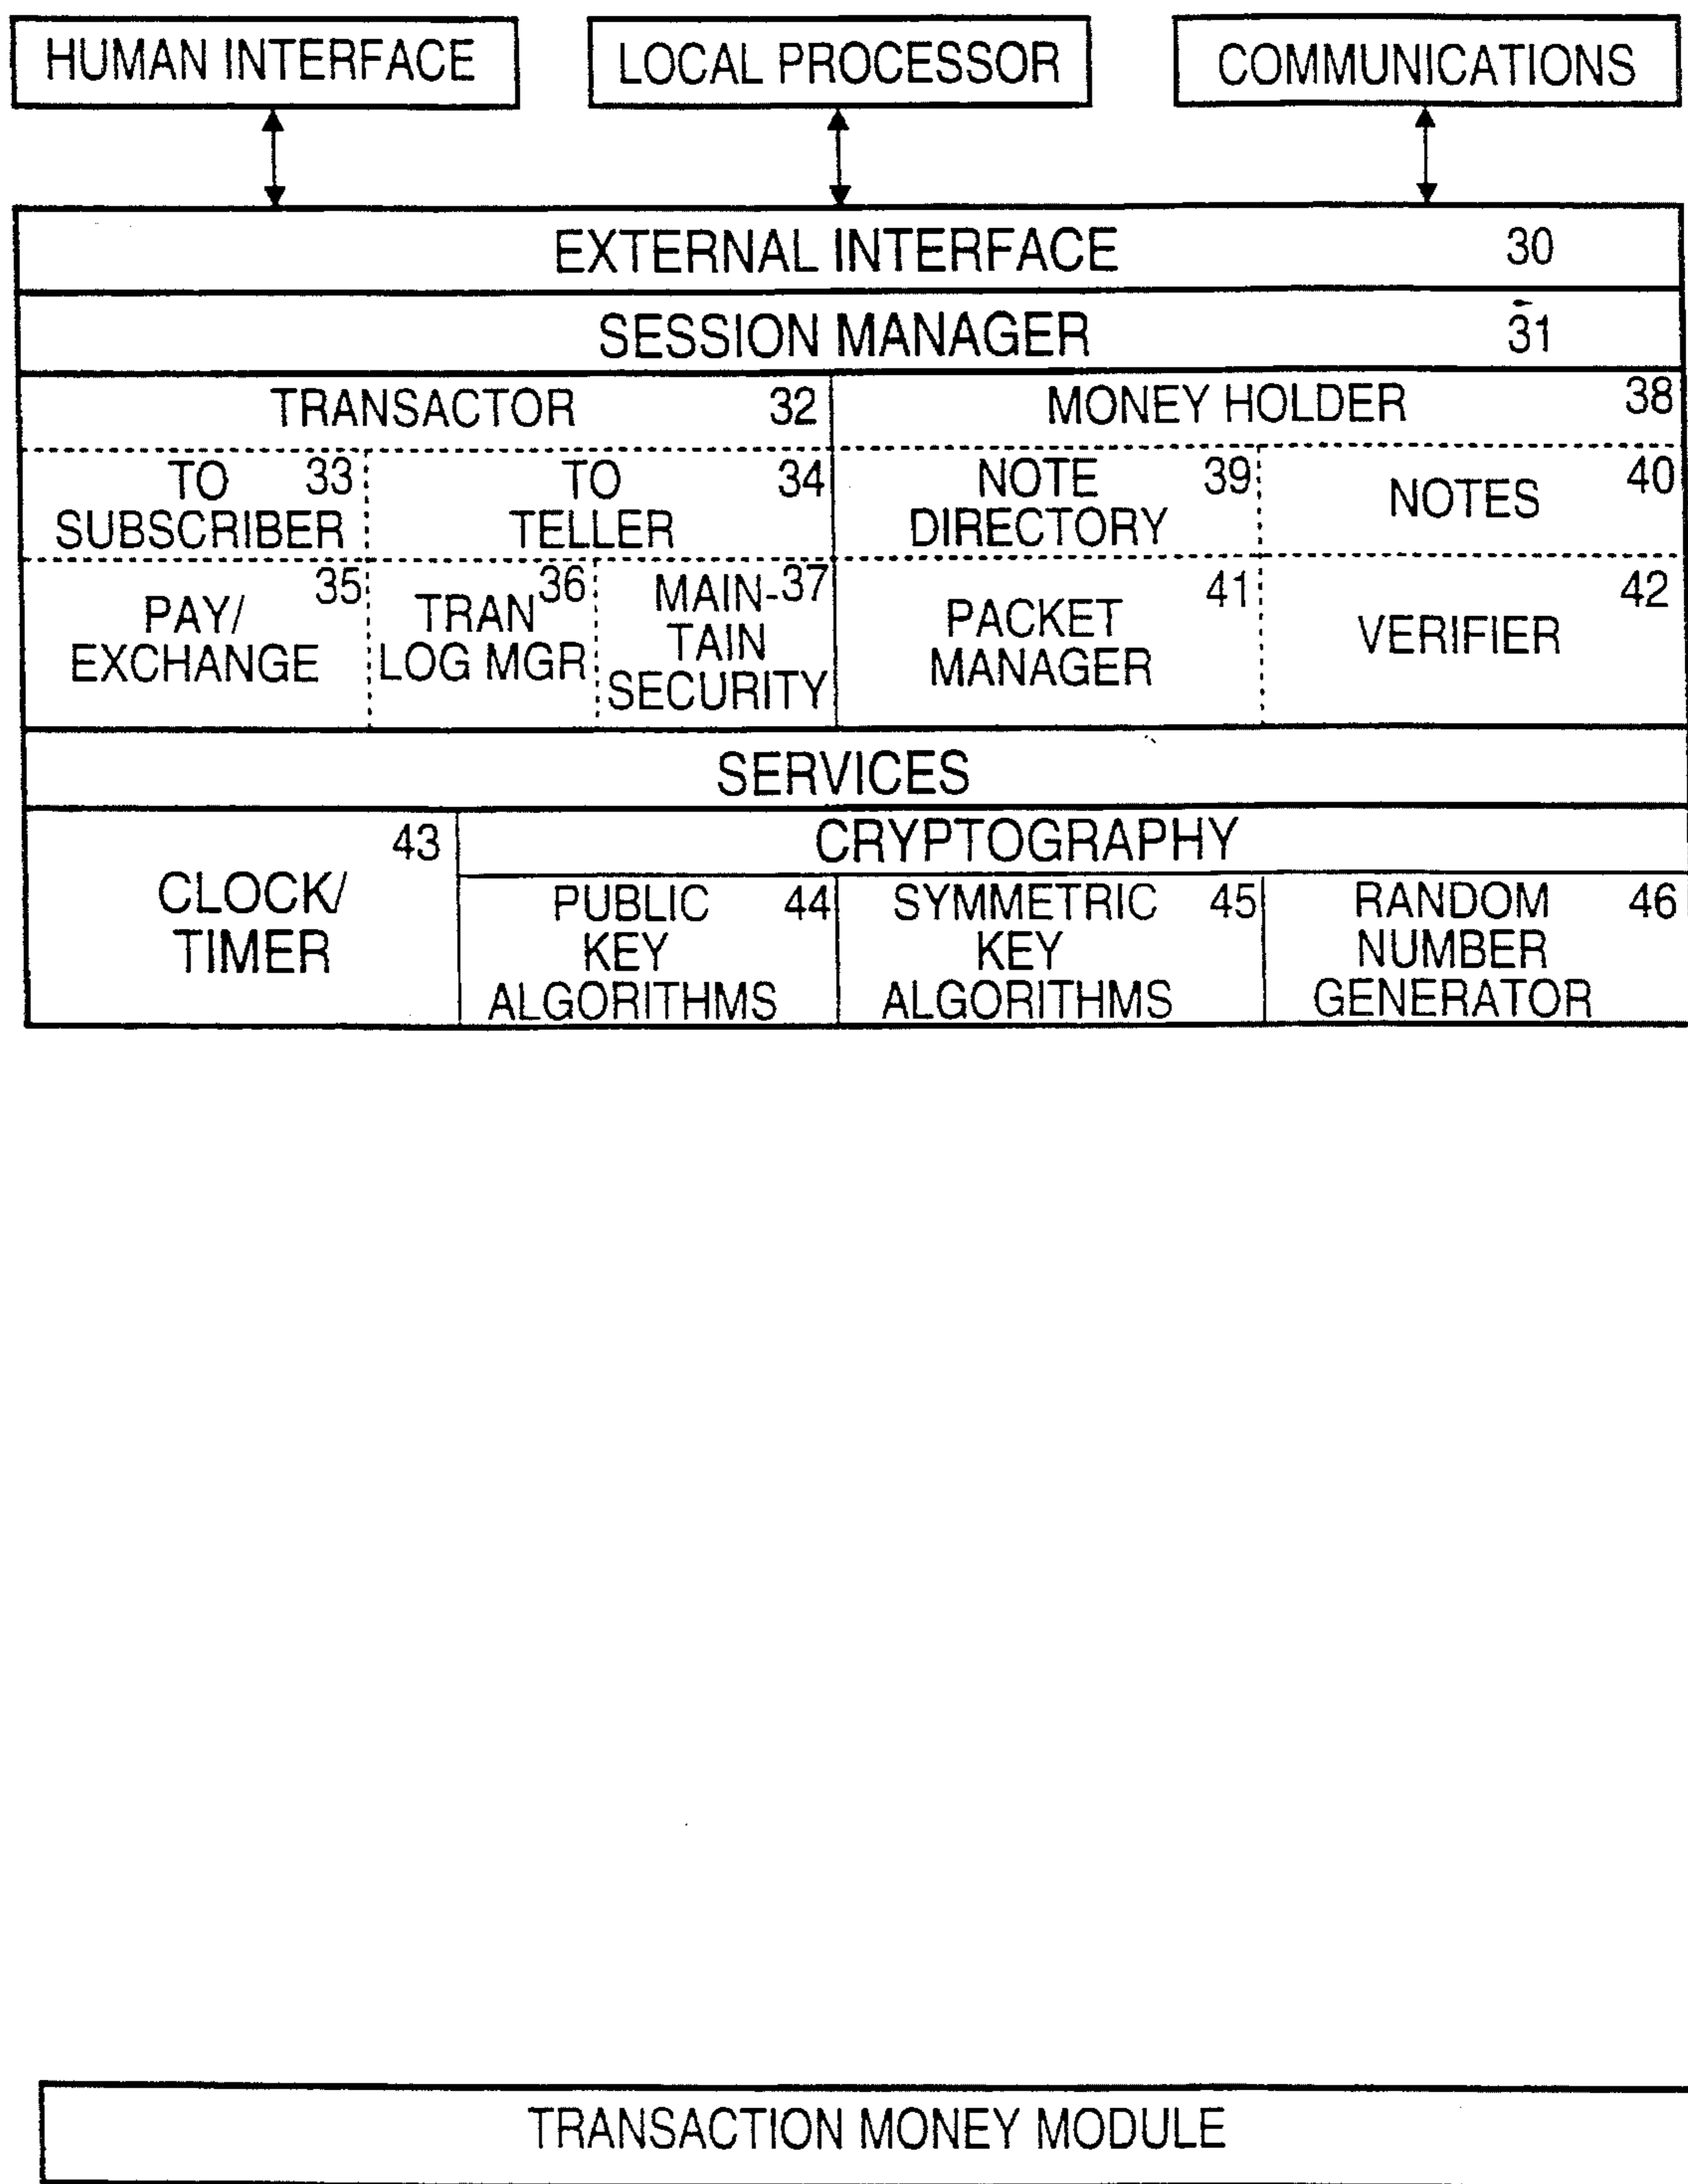 HUMAN INTERFACE
LOCAL PROCESSOR
COMMUNICATIONS
EXTERNAL INTERFACE 30
SESSION MANAGER 31
TRANSACTOR 32
MONEY HOLDER 38
TO 33
SUBSCRIBER
TO 34
TELLER
NOTE 39
DIRECTORY
NOTES 40
PAY/ 35
EXCHANGE
TRAN 36
LOG MGR
MAIN- 37
TAIN
SECURITY
PACKET 41
MANAGER
VERIFIER 42
SERVICES
43
CLOCK/
TIMER
CRYPTOGRAPHY
PUBLIC 44
KEY
ALGORITHMS
SYMMETRIC 45
KEY
ALGORITHMS
RANDOM 46
NUMBER
GENERATOR
TRANSACTION MONEY MODULE